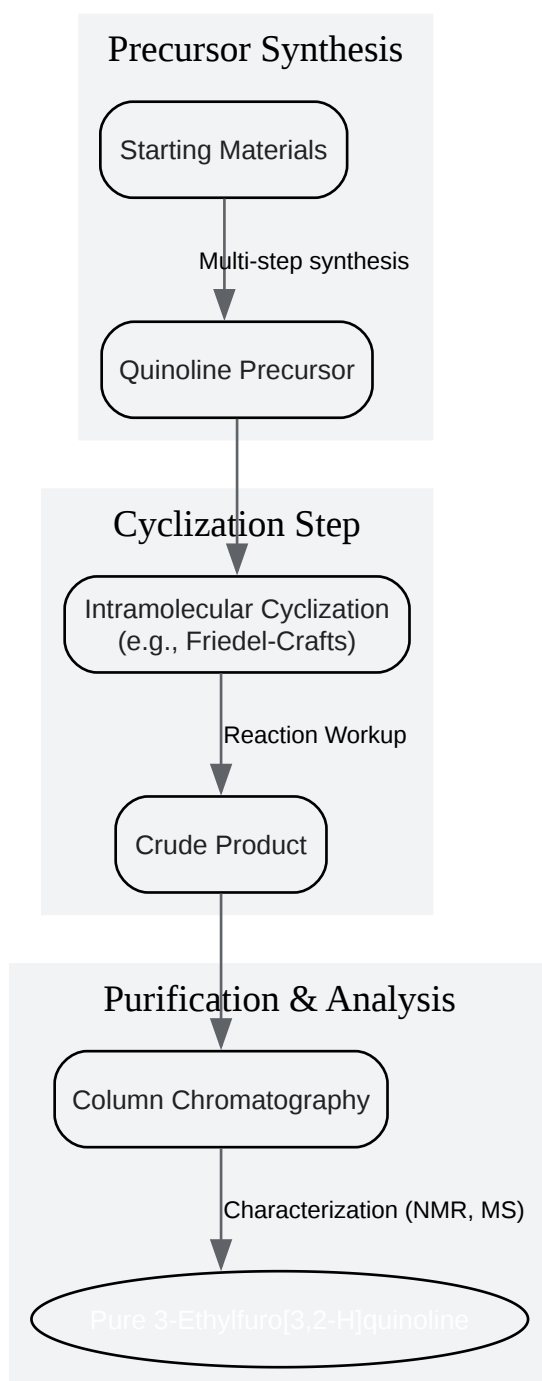 Precursor Synthesis
Starting Materials
Multi-step synthesis
Quinoline Precursor
Cyclization Step
Intramolecular Cyclization
(e.g., Friedel-Crafts)
Reaction Workup
Crude Product
Purification & Analysis
Column Chromatography
Characterization (NMR, MS)
Pure 3-Ethylfuro[3,2-H]quinoline